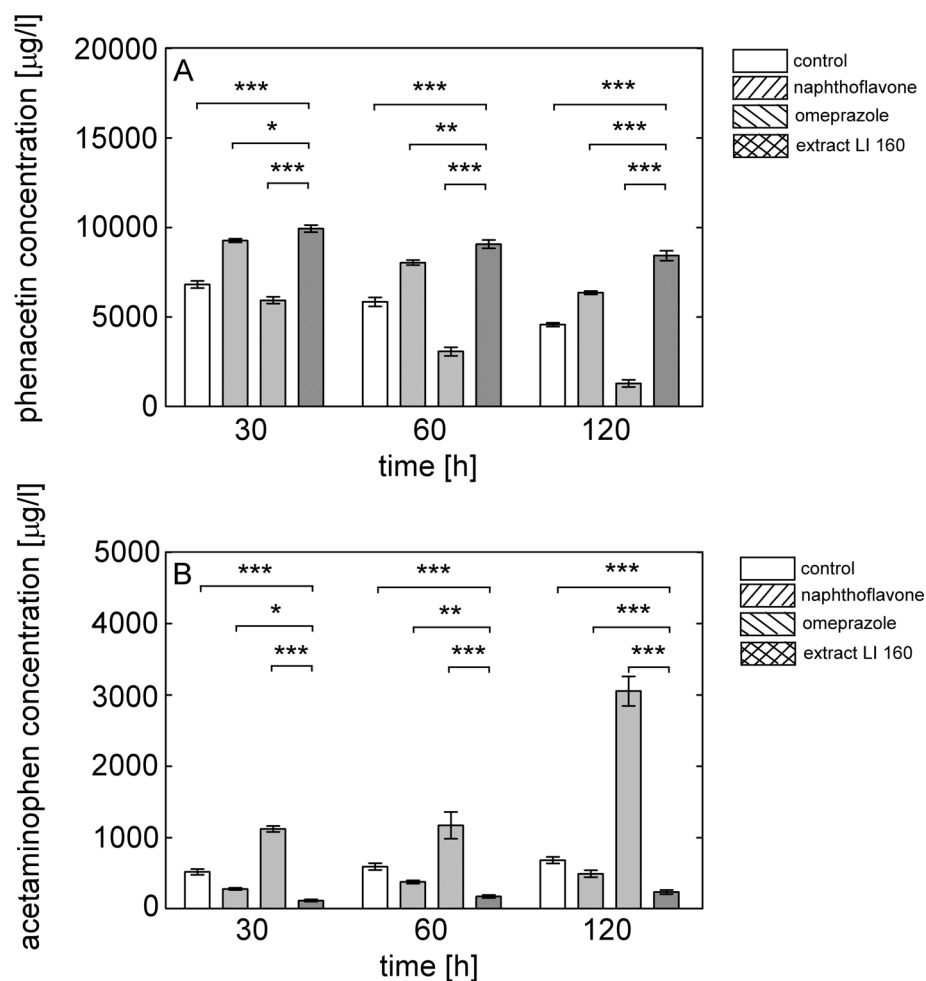 phenacetin concentration [µg/l]
20000
15000
10000
5000
0
A
*** *** ***
* ** ***
*** *** ***
30 60 120
time [h]
control
naphthoflavone
omeprazole
extract LI 160
acetaminophen concentration [µg/l]
5000
4000
3000
2000
1000
0
B
*** *** ***
* ** ***
*** *** ***
30 60 120
time [h]
control
naphthoflavone
omeprazole
extract LI 160